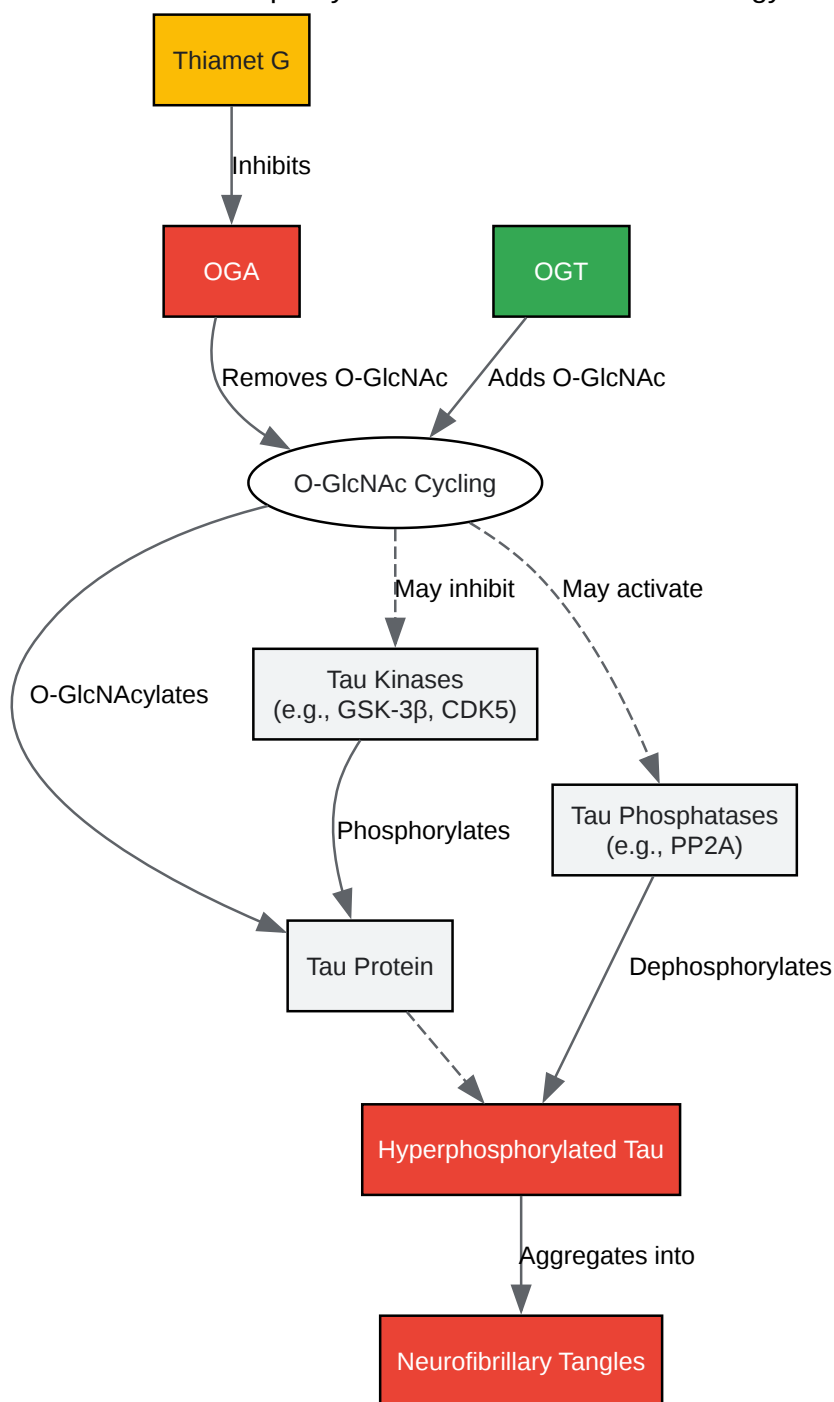 Thiamet G
Inhibits
OGA
OGT
Removes O-GlcNAc
Adds O-GlcNAc
O-GlcNAc Cycling
May inhibit
May activate
O-GlcNAcylates
Tau Kinases
(e.g., GSK-3β, CDK5)
Tau Phosphatases
(e.g., PP2A)
Phosphorylates
Tau Protein
Dephosphorylates
Hyperphosphorylated Tau
Aggregates into
Neurofibrillary Tangles